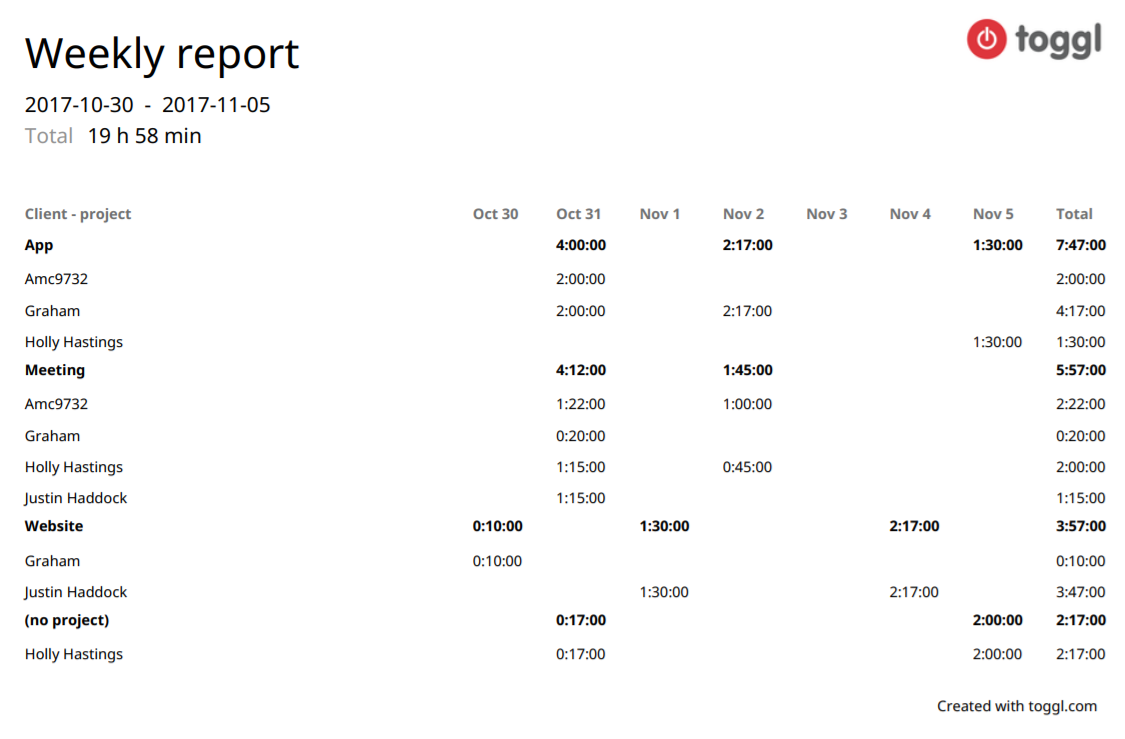 toggl
Weekly report
2017-10-30 - 2017-11-05
Total 19 h 58 min
Client - project Oct 30 Oct 31 Nov 1 Nov 2 Nov 3 Nov 4 Nov 5 Total
App 4:00:00 2:17:00 1:30:00 7:47:00
Amc9732 2:00:00 2:00:00
Graham 2:00:00 2:17:00 4:17:00
Holly Hastings 1:30:00 1:30:00
Meeting 4:12:00 1:45:00 5:57:00
Amc9732 1:22:00 1:00:00 2:22:00
Graham 0:20:00 0:20:00
Holly Hastings 1:15:00 0:45:00 2:00:00
Justin Haddock 1:15:00 1:15:00
Website 0:10:00 1:30:00 2:17:00 3:57:00
Graham 0:10:00 0:10:00
Justin Haddock 1:30:00 2:17:00 3:47:00
(no project) 0:17:00 2:00:00 2:17:00
Holly Hastings 0:17:00 2:00:00 2:17:00
Created with toggl.com